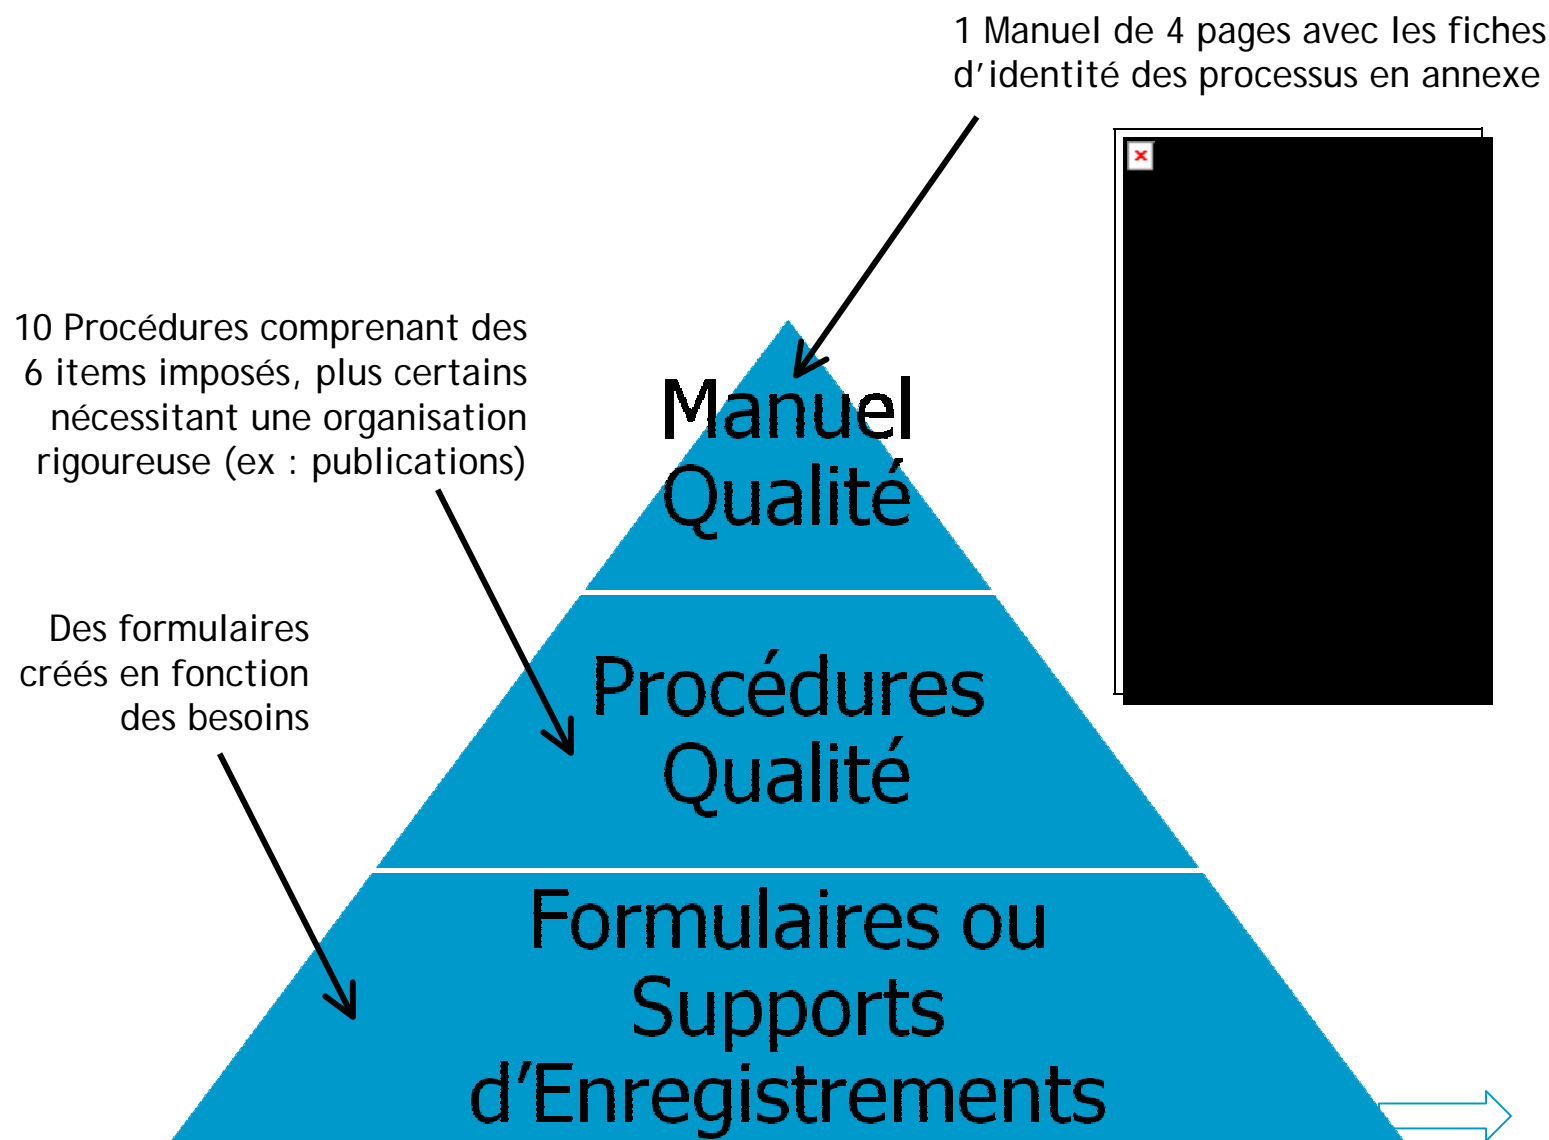 1 Manuel de 4 pages avec les fiches
d’identité des processus en annexe
10 Procédures comprenant des
6 items imposés, plus certains
nécessitant une organisation
rigoureuse (ex : publications)
Manuel
Qualité
Des formulaires
créés en fonction
des besoins
Procédures
Qualité
Formulaires ou
Supports
d’Enregistrements